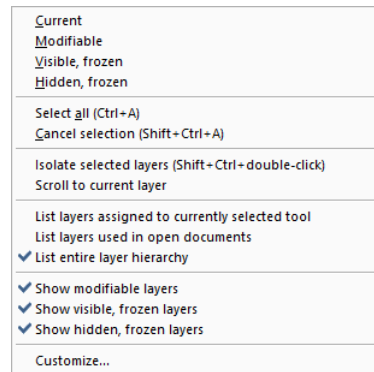 Current
Modifiable
Visible, frozen
Hidden, frozen
Select all (Ctrl+A)
Cancel selection (Shift+Ctrl+A)
Isolate selected layers (Shift+Ctrl+double-click)
Scroll to current layer
List layers assigned to currently selected tool
List layers used in open documents
List entire layer hierarchy
Show modifiable layers
Show visible, frozen layers
Show hidden, frozen layers
Customize...